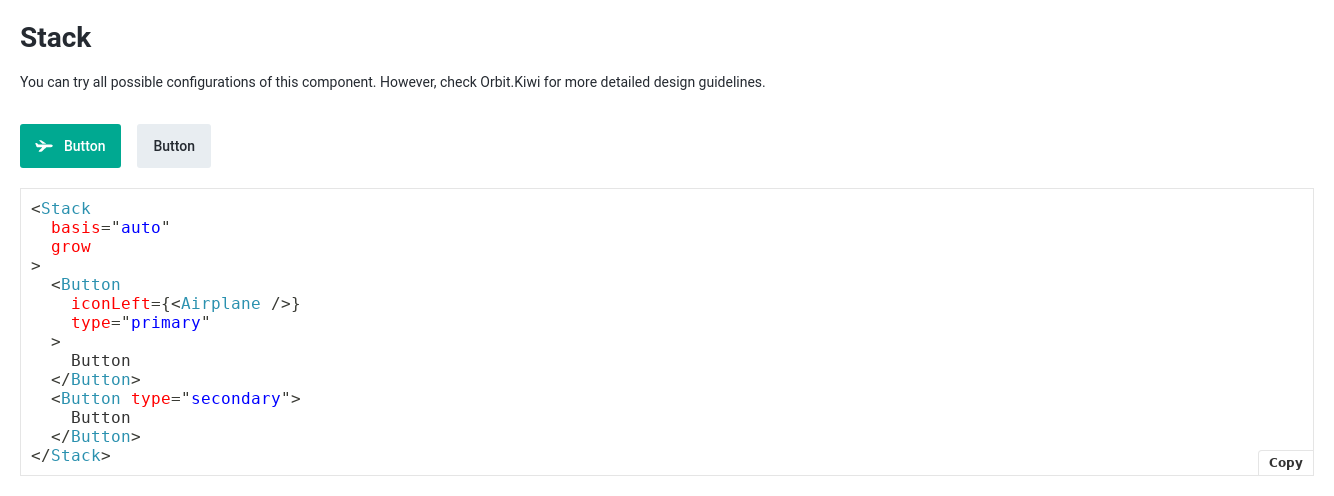 Stack
You can try all possible configurations of this component. However, check Orbit.Kiwi for more detailed design guidelines.
Button Button
<Stack
  basis="auto"
  grow
>
  <Button
    iconLeft={<Airplane />}
    type="primary"
  >
    Button
  </Button>
  <Button type="secondary">
    Button
  </Button>
</Stack>
Copy